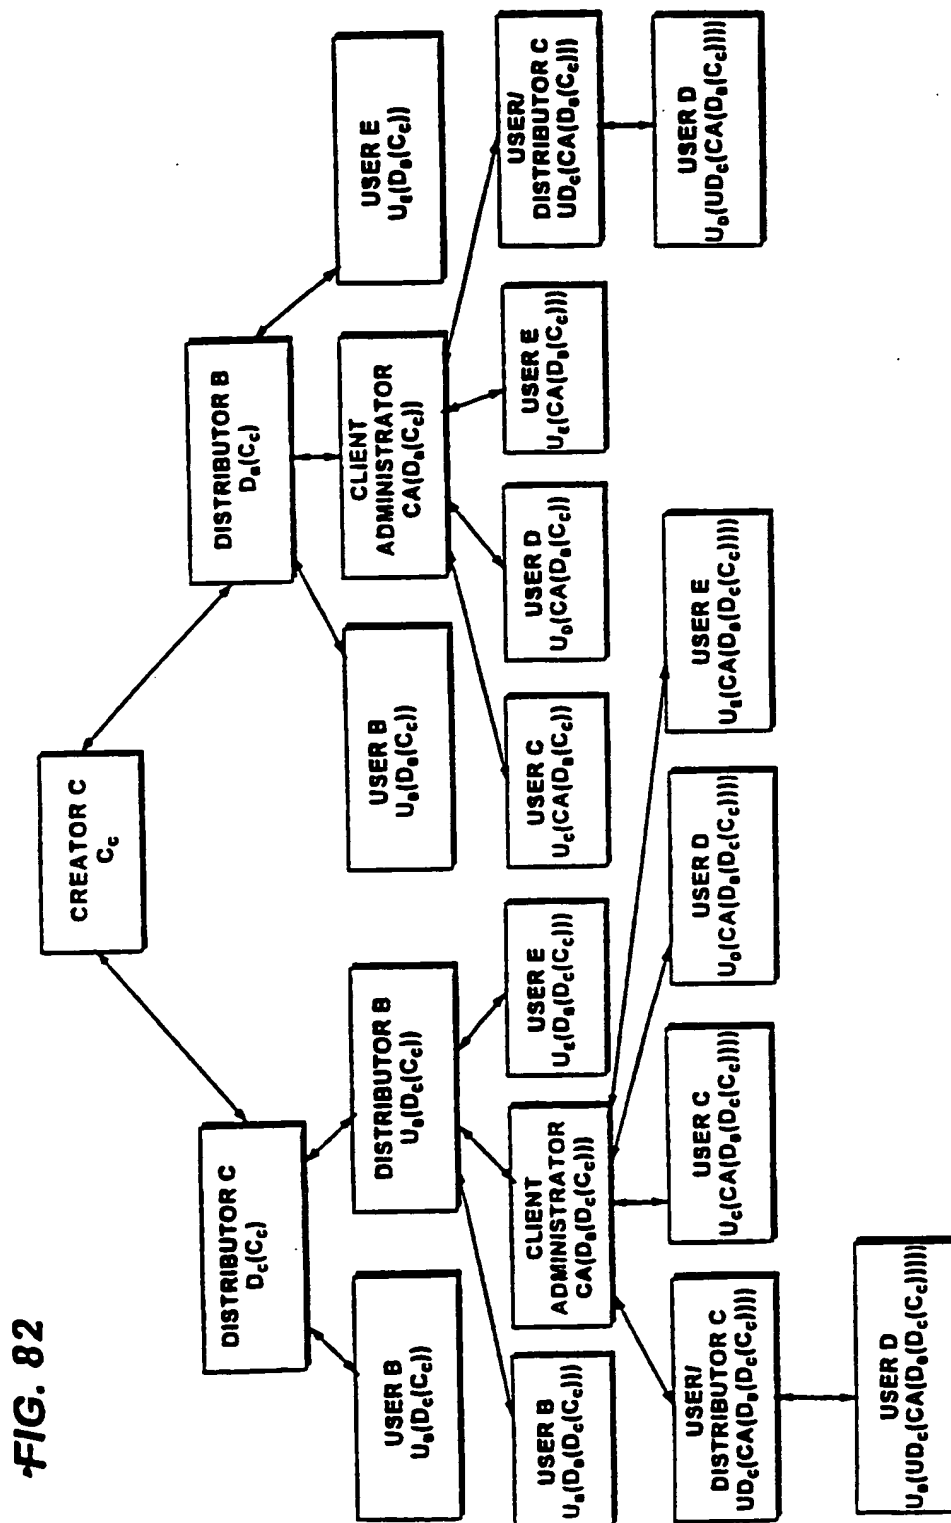 FIG. 82
CREATOR C
C_C
DISTRIBUTOR C
D_C(C_C)
DISTRIBUTOR B
D_B(C_C)
USER B
U_B(D_C(C_C))
DISTRIBUTOR B
U_B(D_C(C_C))
USER B
U_B(D_B(C_C))
CLIENT
ADMINISTRATOR
CA(D_B(C_C))
USER E
U_E(D_B(C_C))
USER B
U_B(D_B(D_C(C_C)))
CLIENT
ADMINISTRATOR
CA(D_B(D_C(C_C)))
USER E
U_E(D_B(D_C(C_C)))
USER C
U_C(CA(D_B(C_C))
USER D
U_D(CA(D_B(C_C))
USER E
U_E(CA(D_B(C_C)))
USER/
DISTRIBUTOR C
UD_C(CA(D_B(C_C)))
USER/
DISTRIBUTOR C
UD_C(CA(D_B(D_C(C_C))))
USER C
U_C(CA(D_B(D_C(C_C))))
USER D
U_D(CA(D_B(D_C(C_C))))
USER E
U_E(CA(D_B(D_C(C_C))))
USER D
U_D(UD_C(CA(D_B(C_C))))
USER D
U_B(UD_C(CA(D_B(D_C(C_C)))))